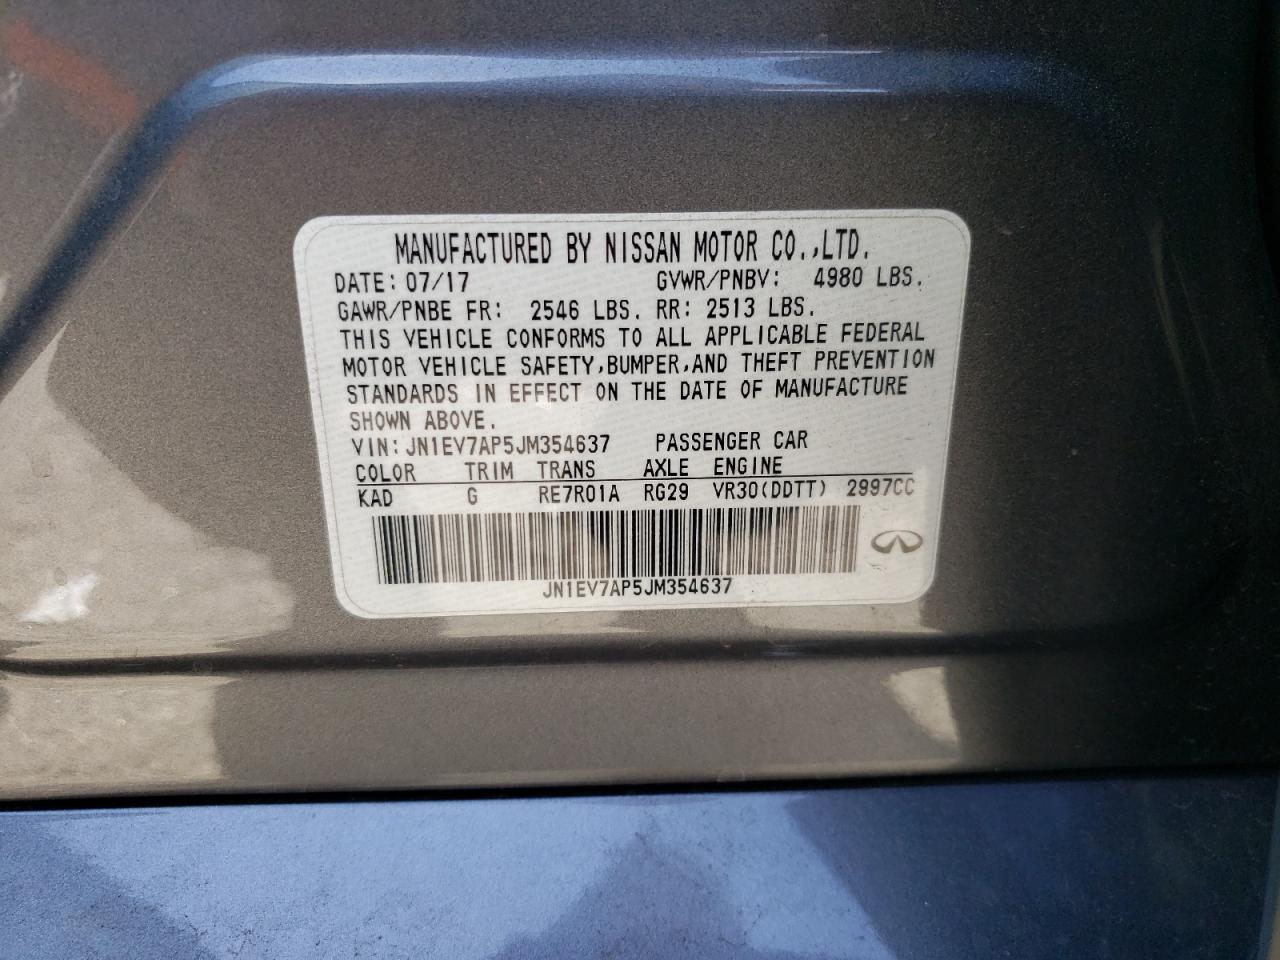 MANUFACTURED BY NISSAN MOTOR CO.,LTD.
DATE: 07/17 GVWR/PNBV: 4980 LBS.
GAWR/PNBE FR: 2546 LBS. RR: 2513 LBS.
THIS VEHICLE CONFORMS TO ALL APPLICABLE FEDERAL
MOTOR VEHICLE SAFETY,BUMPER,AND THEFT PREVENTION
STANDARDS IN EFFECT ON THE DATE OF MANUFACTURE
SHOWN ABOVE.
VIN:JN1EV7AP5JM354637 PASSENGER CAR
COLOR TRIM TRANS AXLE ENGINE
KAD G RE7R01A RG29 VR30(DDTT) 2997CC
JN1EV7AP5JM354637